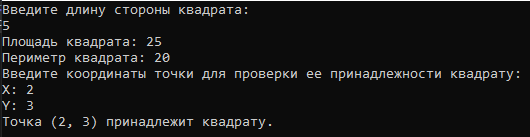 Введите длину стороны квадрата:
5
Площадь квадрата: 25
Периметр квадрата: 20
Введите координаты точки для проверки ее принадлежности квадрату:
X: 2
Y: 3
Точка (2, 3) принадлежит квадрату.